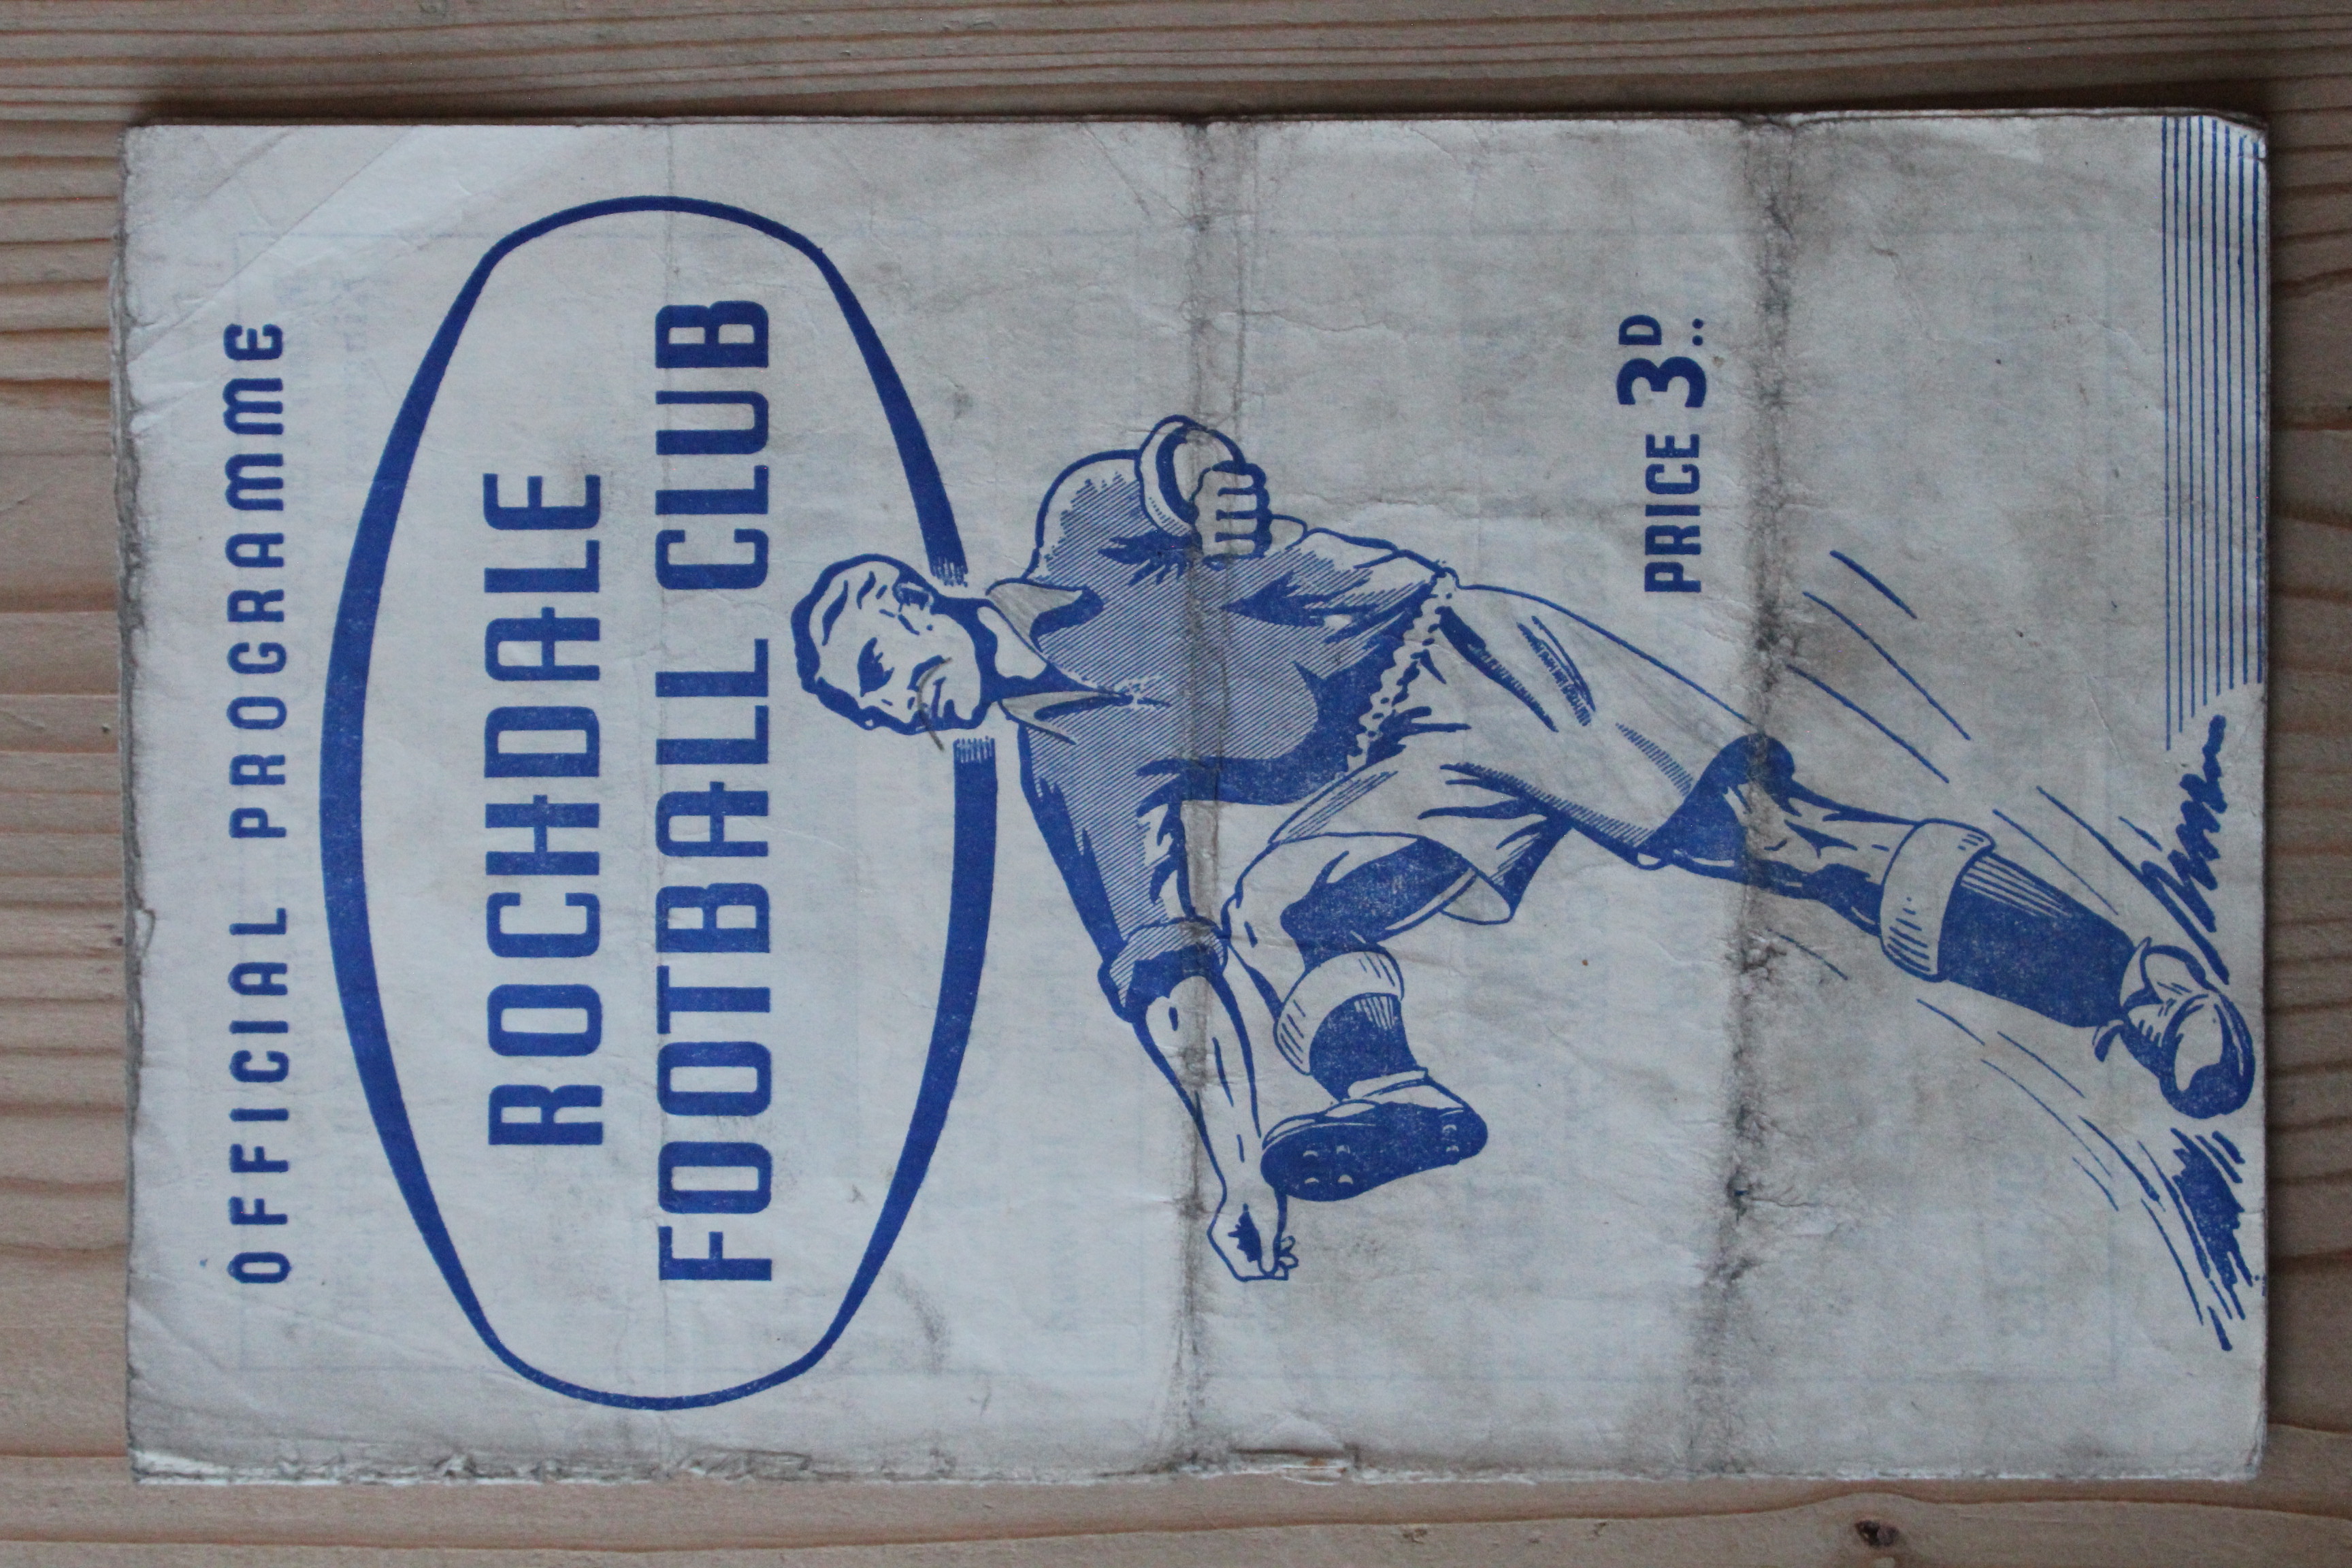 OFFICIAL PROGRAMME
ROCHDALE
FOOTBALL CLUB
PRICE 3D..